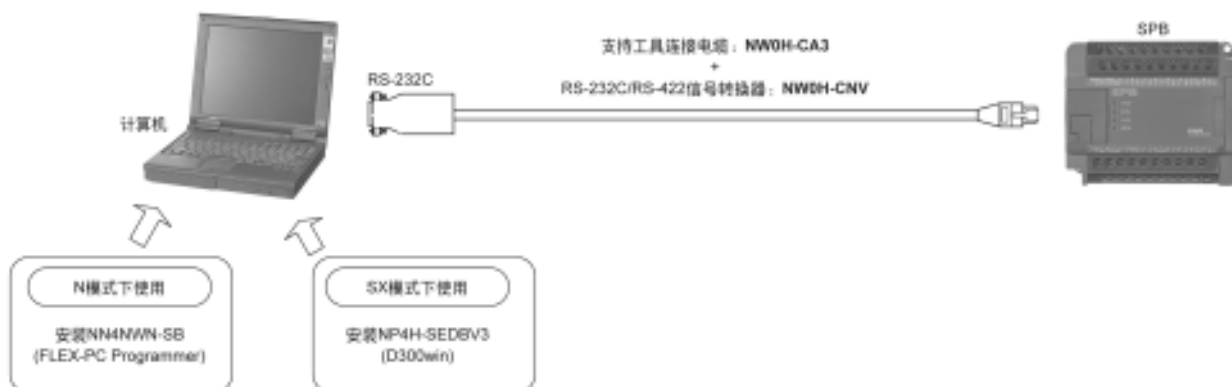 SPB
支持工具连接电缆：NW0H-CA3
+
RS-232C/RS-422信号转换器：NW0H-CNV
RS-232C
计算机
N模式下使用
安装NN4NWN-SB
(FLEX-PC Programmer)
SX模式下使用
安装NP4H-SEDBV3
(D300win)